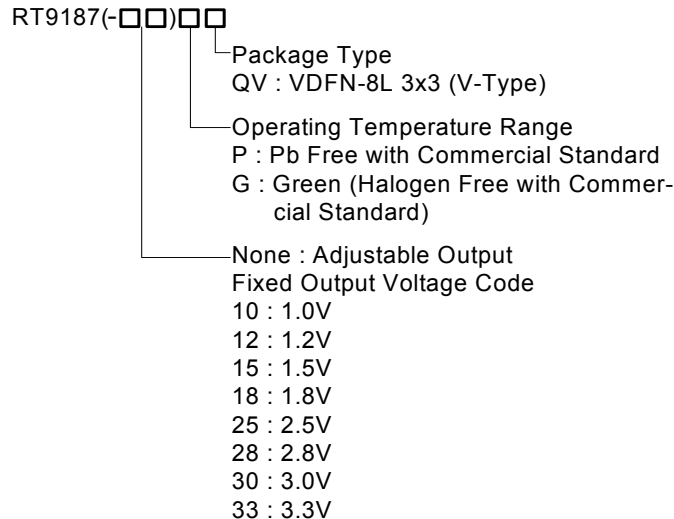 RT9187(-□□)□□
Package Type
QV : VDFN-8L 3x3 (V-Type)
Operating Temperature Range
P : Pb Free with Commercial Standard
G : Green (Halogen Free with Commer-
cial Standard)
None : Adjustable Output
Fixed Output Voltage Code
10 : 1.0V
12 : 1.2V
15 : 1.5V
18 : 1.8V
25 : 2.5V
28 : 2.8V
30 : 3.0V
33 : 3.3V